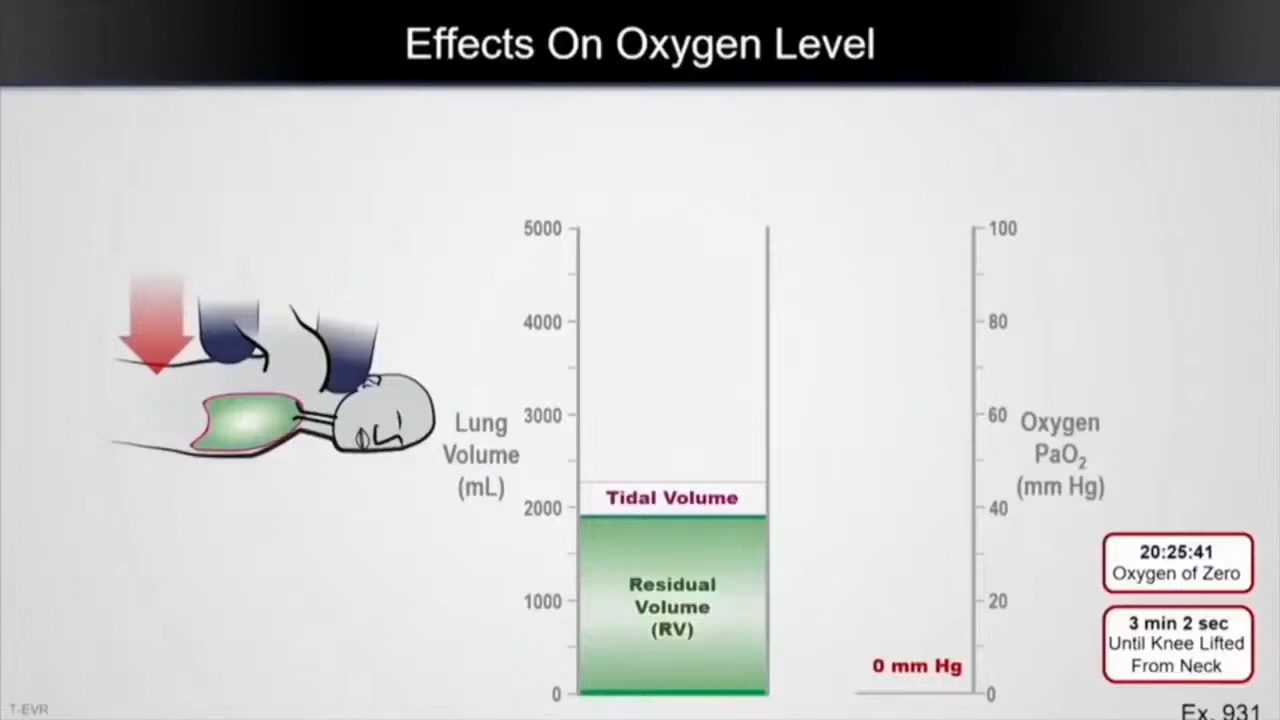 Effects On Oxygen Level
5000
4000
3000
2000
1000
0
Lung
Volume
(mL)
Tidal Volume
Residual
Volume
(RV)
100
80
60
40
20
0
Oxygen
PaO₂
(mm Hg)
0 mm Hg
20:25:41
Oxygen of Zero
3 min 2 sec
Until Knee Lifted
From Neck
T-EVR
Ex. 931